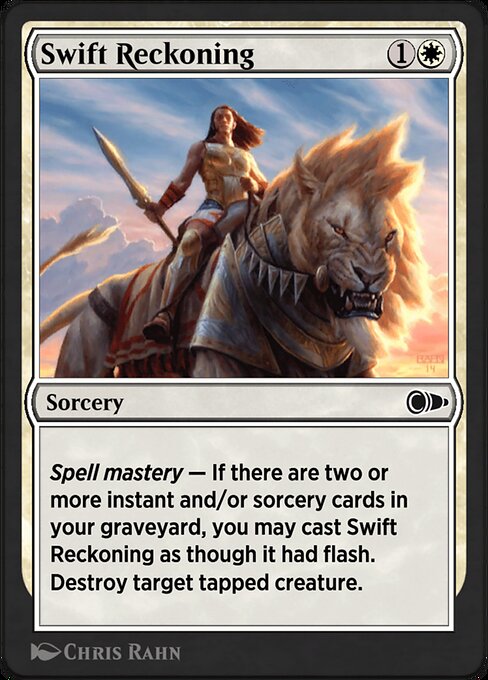 Swift Reckoning 1
Sorcery
Spell mastery — If there are two or
more instant and/or sorcery cards in
your graveyard, you may cast Swift
Reckoning as though it had flash.
Destroy target tapped creature.
CHRIS RAHN